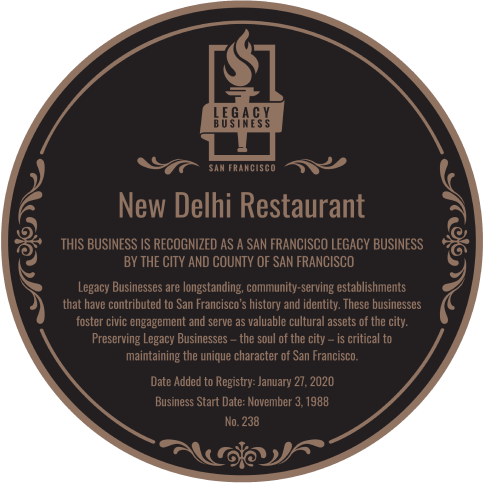 LEGACY
BUSINESS
SAN FRANCISCO
New Delhi Restaurant
THIS BUSINESS IS RECOGNIZED AS A SAN FRANCISCO LEGACY BUSINESS
BY THE CITY AND COUNTY OF SAN FRANCISCO
Legacy Businesses are longstanding, community-serving establishments
that have contributed to San Francisco's history and identity. These businesses
foster civic engagement and serve as valuable cultural assets of the city.
Preserving Legacy Businesses – the soul of the city – is critical to
maintaining the unique character of San Francisco.
Date Added to Registry: January 27, 2020
Business Start Date: November 3, 1988
No. 238